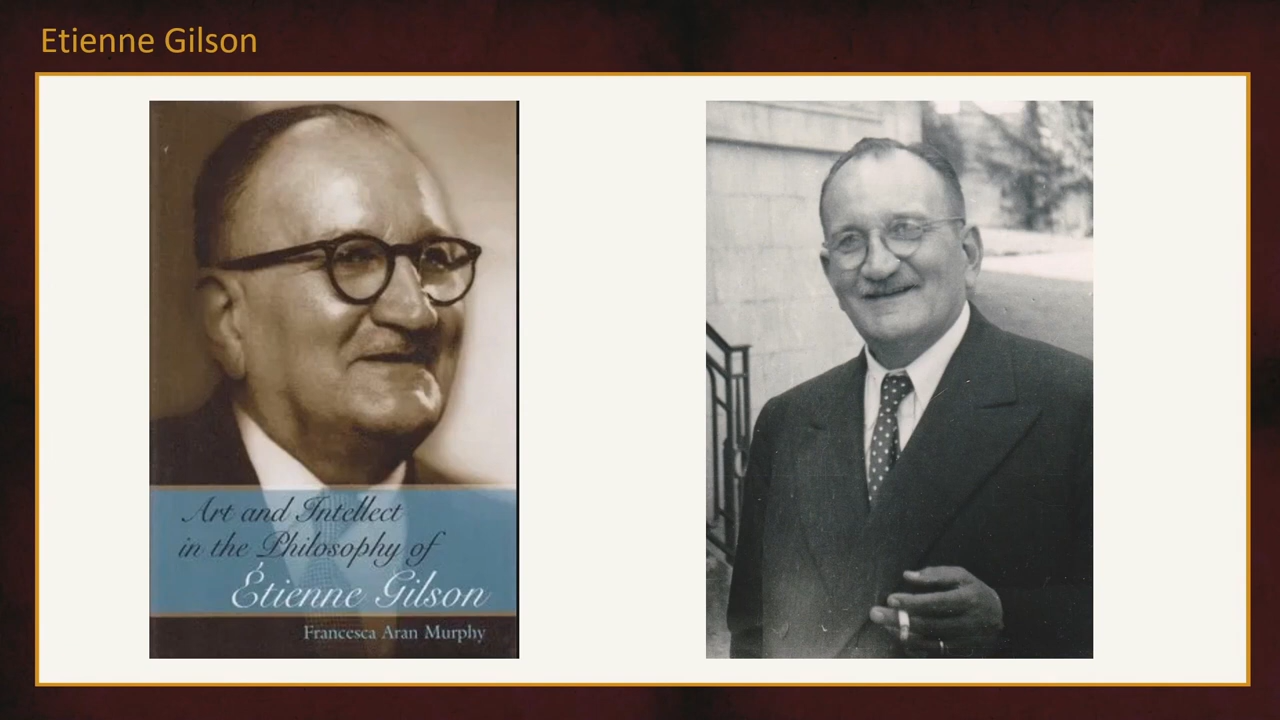 Etienne Gilson
Art and Intellect
in the Philosophy of
Étienne Gilson
Francesca Aran Murphy